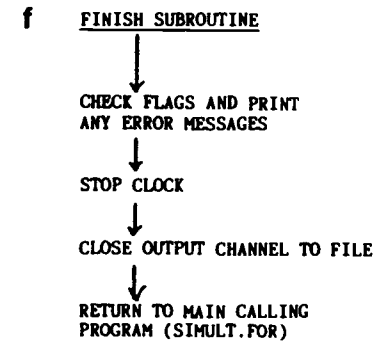 f
FINISH SUBROUTINE
CHECK FLAGS AND PRINT
ANY ERROR MESSAGES
STOP CLOCK
CLOSE OUTPUT CHANNEL TO FILE
RETURN TO MAIN CALLING
PROGRAM (SIMULT.FOR)